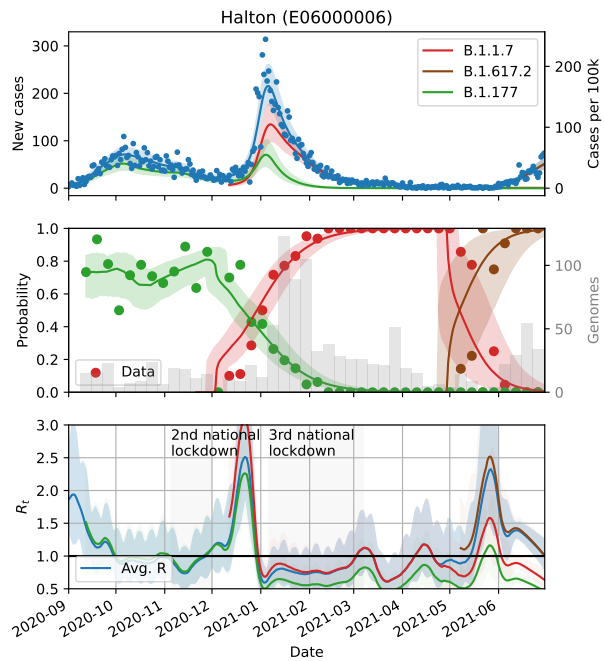 Halton (E06000006)
300
200
100
0
New cases
200
100
0
Cases per 100k
B.1.1.7
B.1.617.2
B.1.177
1.0
0.8
0.6
0.4
0.2
0.0
Probability
100
50
0
Genomes
Data
3.0
2.5
2.0
1.5
1.0
0.5
R_t
2nd national
lockdown
3rd national
lockdown
Avg. R
2020-09
2020-10
2020-11
2020-12
2021-01
2021-02
2021-03
2021-04
2021-05
2021-06
Date